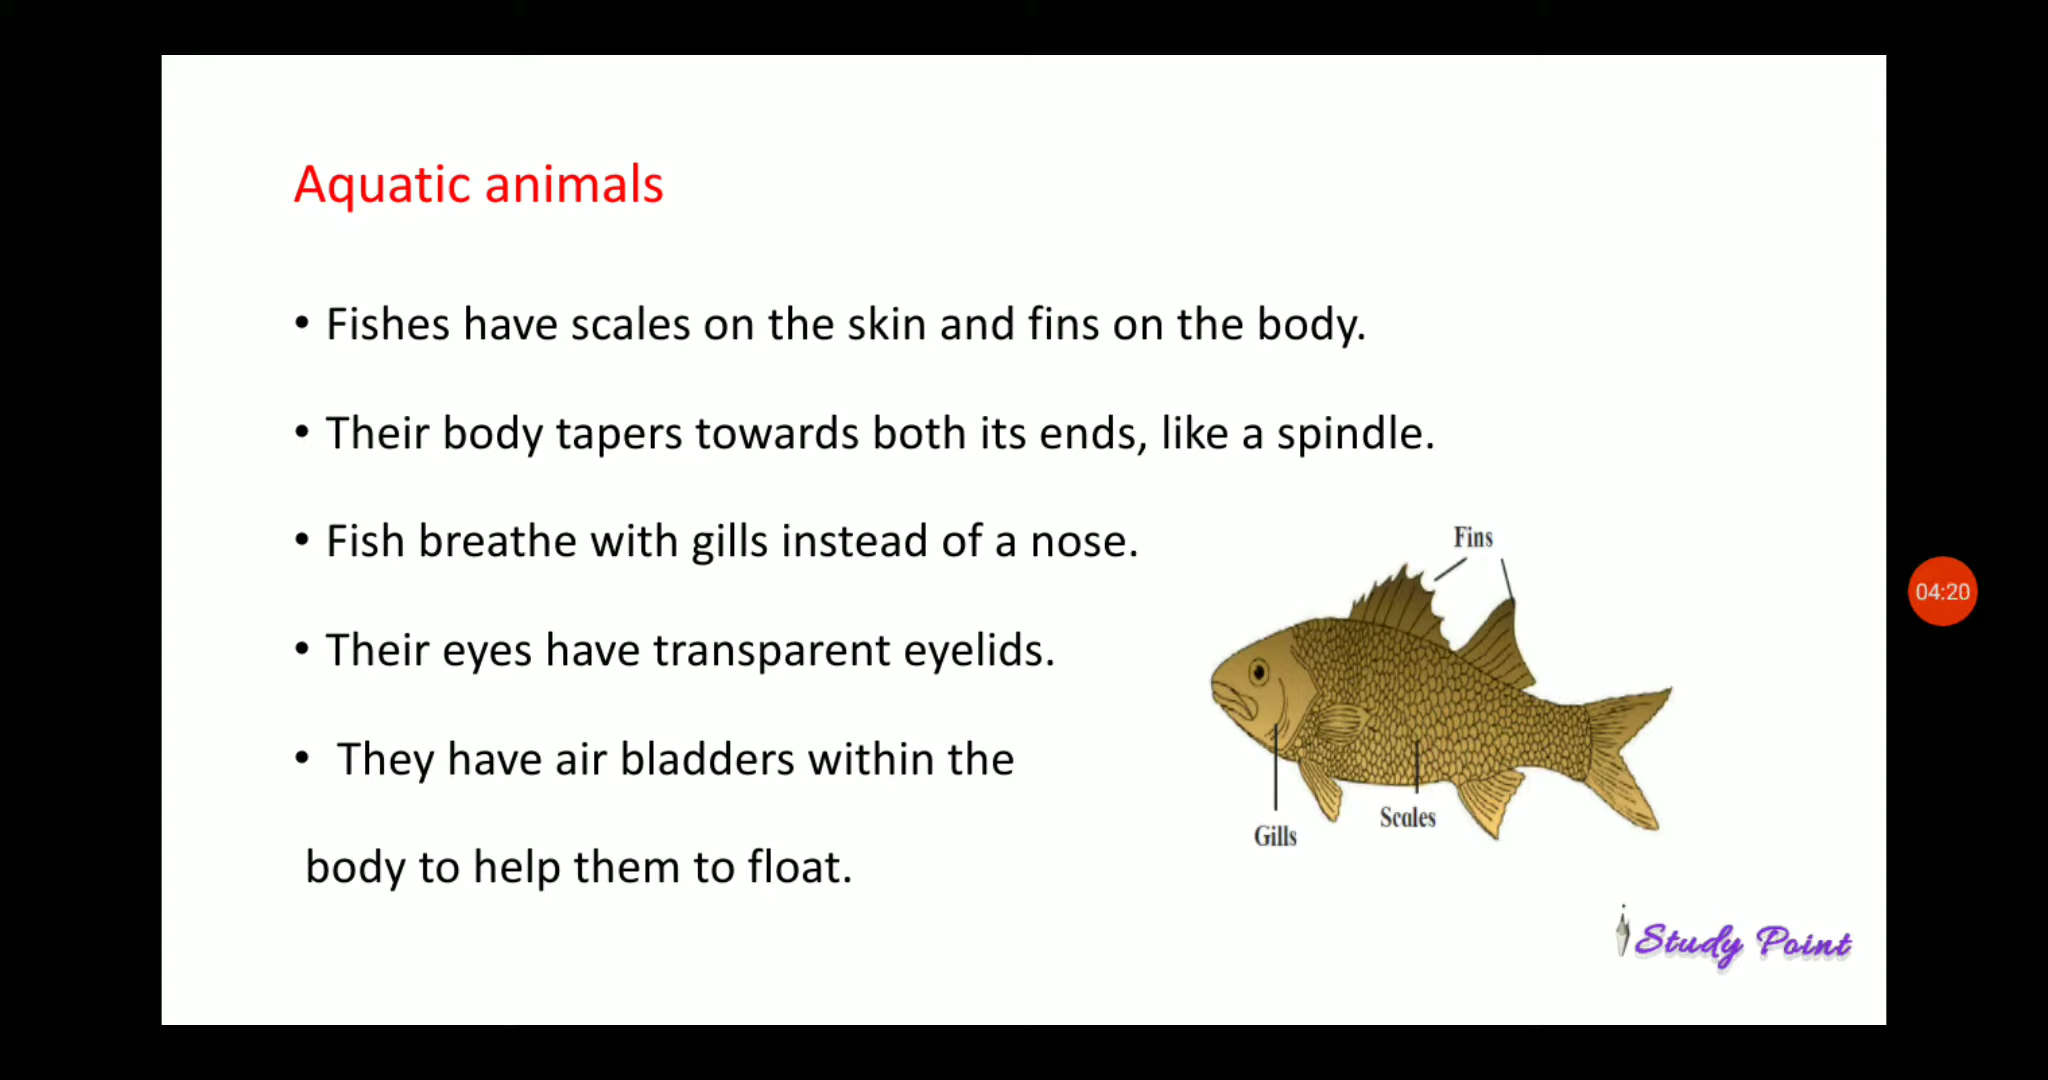 Aquatic animals
• Fishes have scales on the skin and fins on the body.
• Their body tapers towards both its ends, like a spindle.
• Fish breathe with gills instead of a nose.
• Their eyes have transparent eyelids.
• They have air bladders within the
body to help them to float.
Fins
Gills
Scales
Study Point
04:20